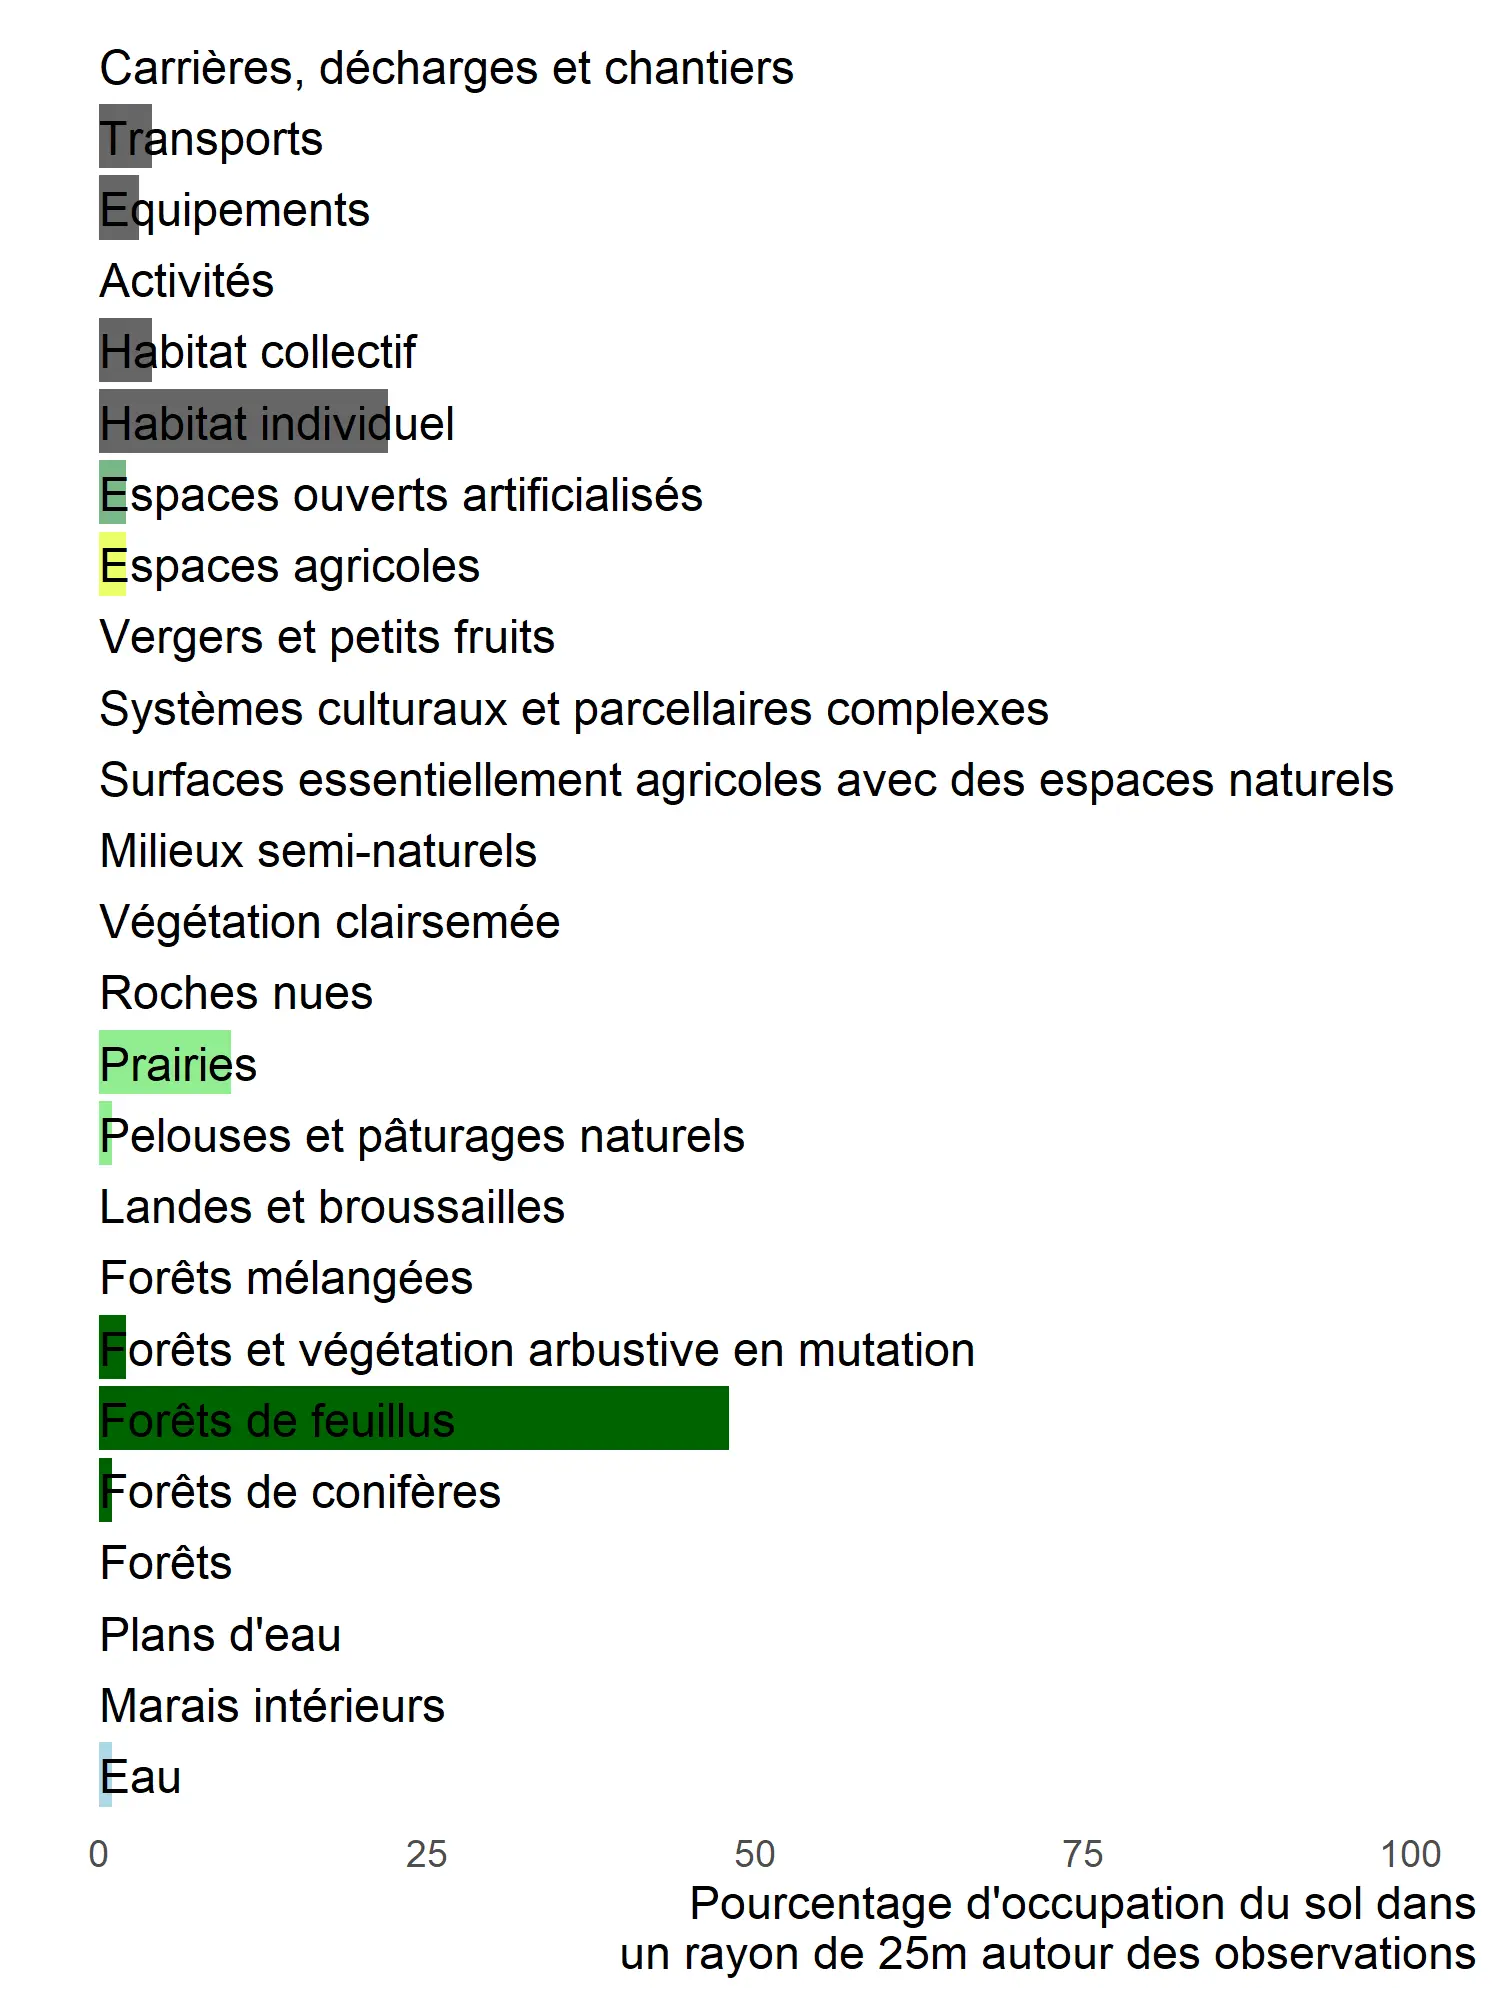 Carrières, décharges et chantiers
Transports
Equipements
Activités
Habitat collectif
Habitat individuel
Espaces ouverts artificialisés
Espaces agricoles
Vergers et petits fruits
Systèmes culturaux et parcellaires complexes
Surfaces essentiellement agricoles avec des espaces naturels
Milieux semi-naturels
Végétation clairsemée
Roches nues
Prairies
Pelouses et pâturages naturels
Landes et broussailles
Forêts mélangées
Forêts et végétation arbustive en mutation
Forêts de feuillus
Forêts de conifères
Forêts
Plans d'eau
Marais intérieurs
Eau
0 25 50 75 100
Pourcentage d'occupation du sol dans
un rayon de 25m autour des observations